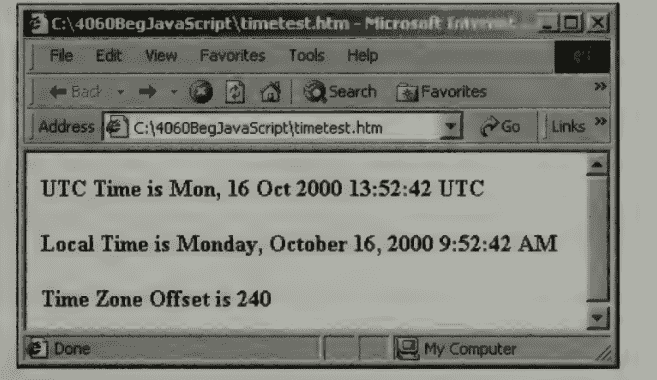 C:\4060BegJavaScript\timetest.htm - Microsoft Internet
File Edit View Favorites Tools Help
Back Search Favorites »
Address C:\4060BegJavaScript\timetest.htm Go Links »
UTC Time is Mon, 16 Oct 2000 13:52:42 UTC
Local Time is Monday, October 16, 2000 9:52:42 AM
Time Zone Offset is 240
Done My Computer